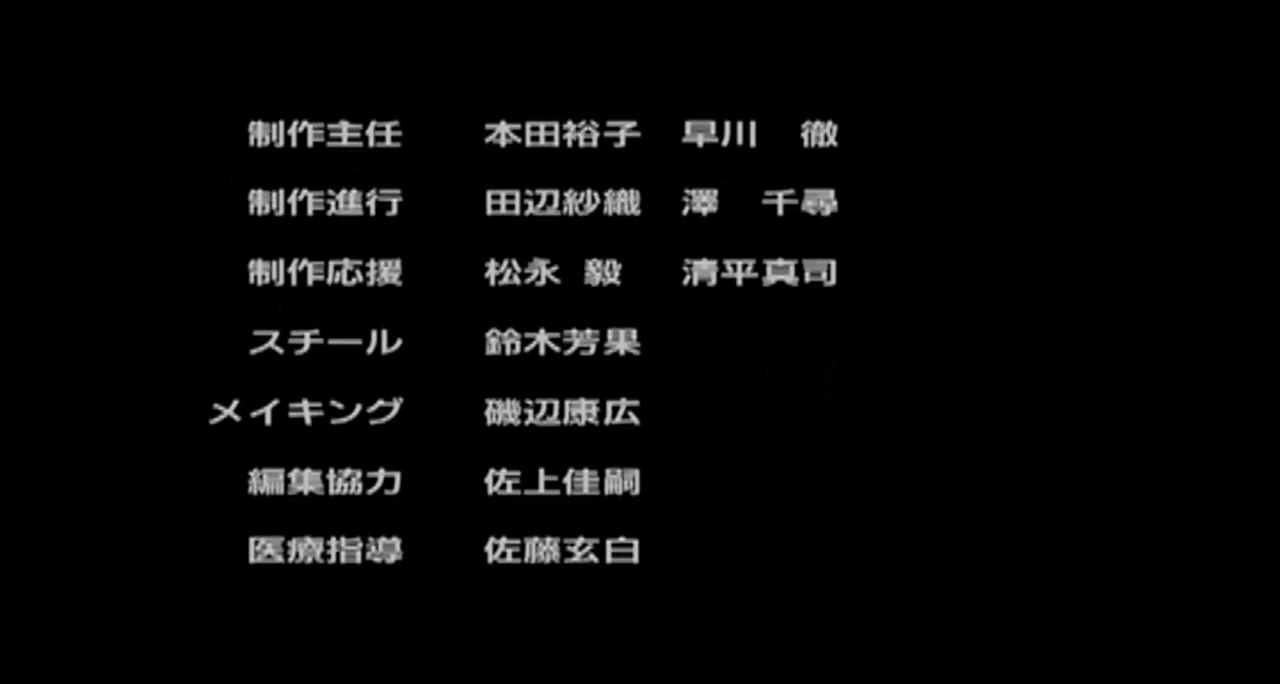 制作主任 本田裕子 早川 徹
制作進行 田辺紗織 澤 千尋
制作応援 松永 毅 清平真司
スチール 鈴木芳果
メイキング 磯辺康広
編集協力 佐上佳嗣
医療指導 佐藤玄白